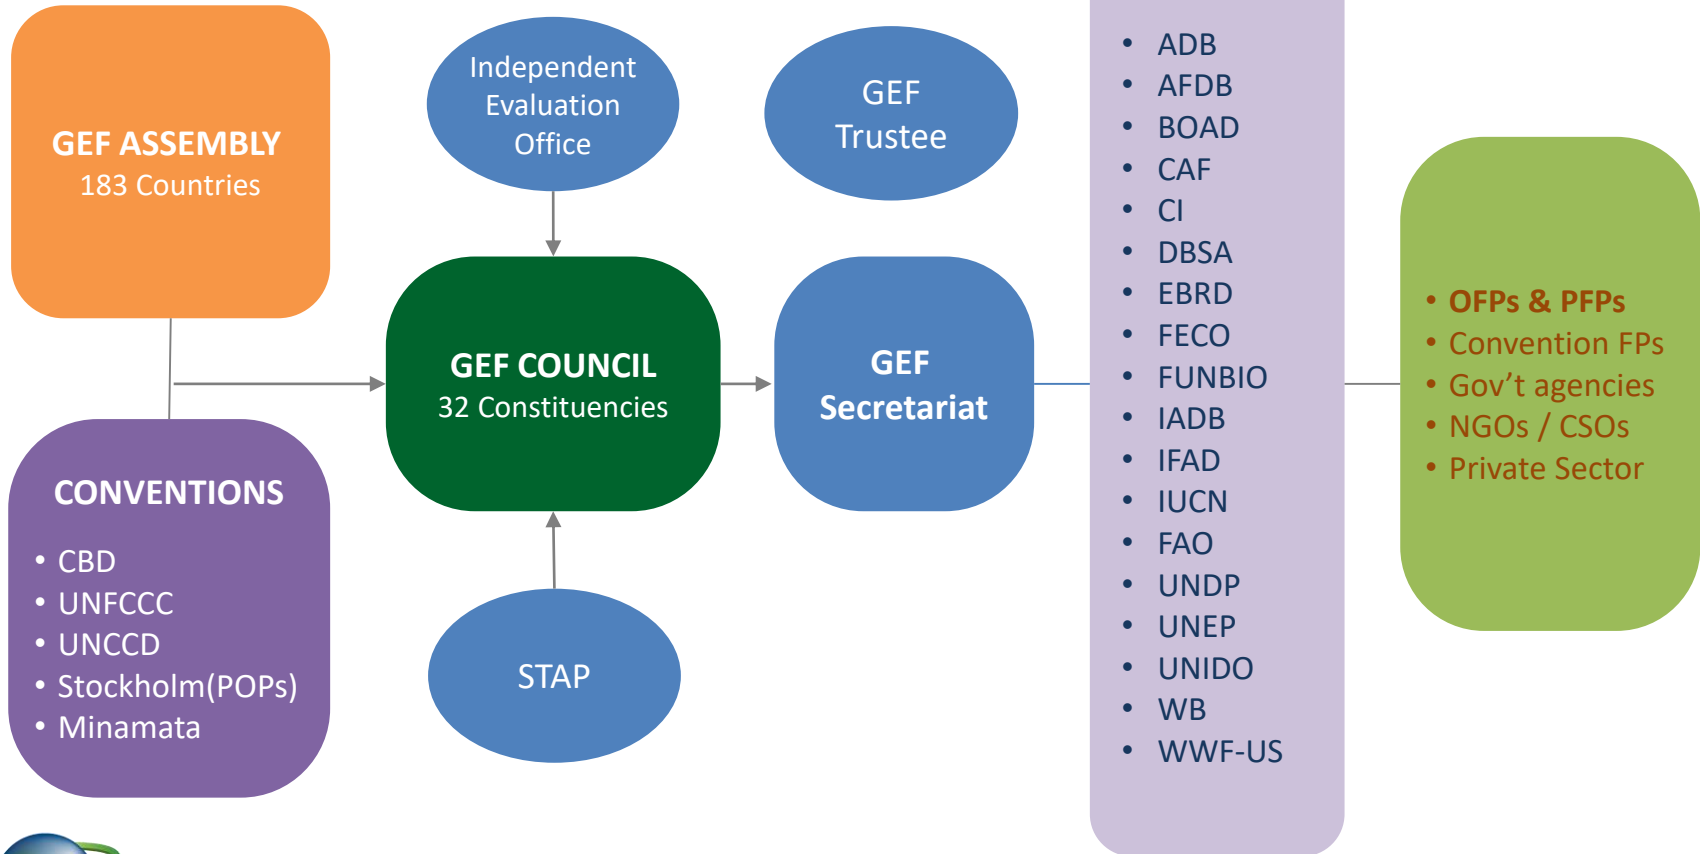 GEF ASSEMBLY
183 Countries
CONVENTIONS
• CBD
• UNFCCC
• UNCCD
• Stockholm(POPs)
• Minamata
Independent
Evaluation
Office
GEF COUNCIL
32 Constituencies
STAP
GEF
Trustee
GEF
Secretariat
• ADB
• AFDB
• BOAD
• CAF
• CI
• DBSA
• EBRD
• FECO
• FUNBIO
• IADB
• IFAD
• IUCN
• FAO
• UNDP
• UNEP
• UNIDO
• WB
• WWF-US
• OFPs & PFPs
• Convention FPs
• Gov’t agencies
• NGOs / CSOs
• Private Sector